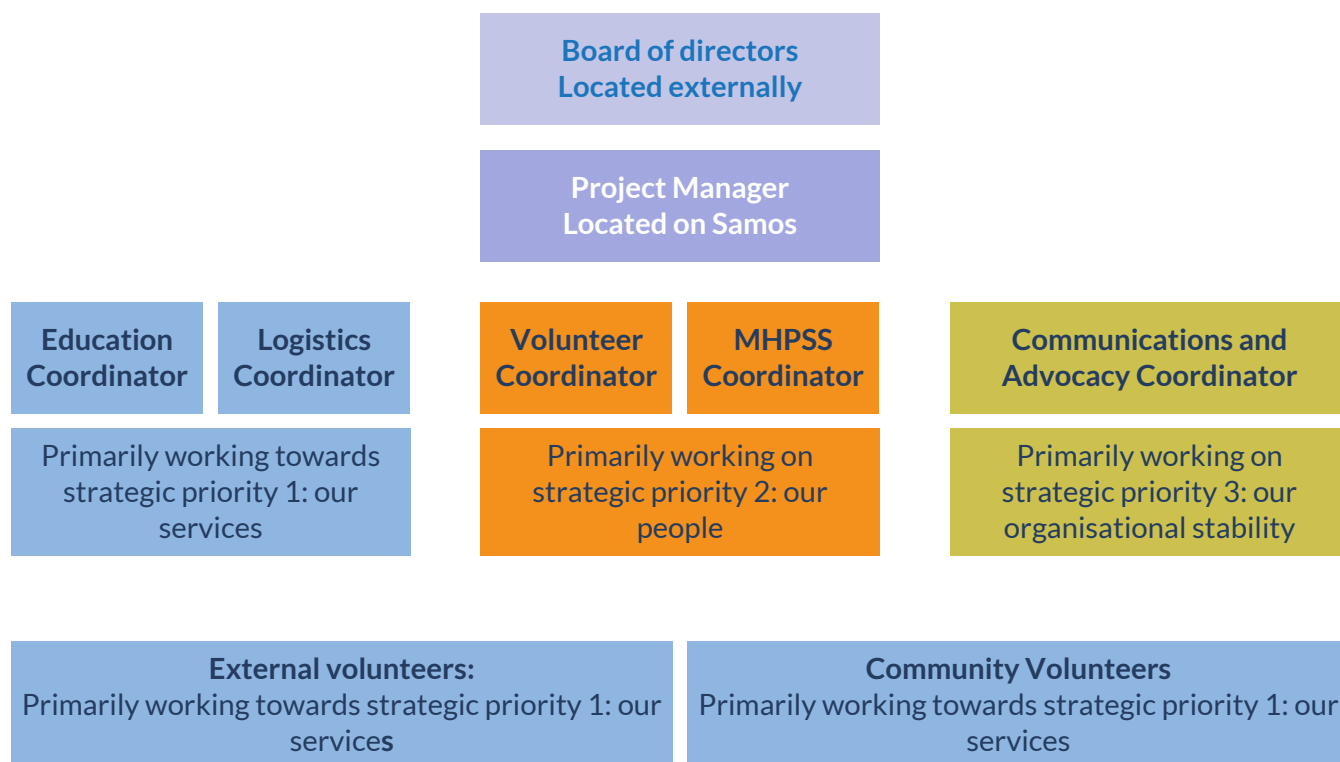 Board of directors
Located externally
Project Manager
Located on Samos
Education
Coordinator
Logistics
Coordinator
Volunteer
Coordinator
MHPSS
Coordinator
Communications and
Advocacy Coordinator
Primarily working towards
strategic priority 1: our
services
Primarily working on
strategic priority 2: our
people
Primarily working on
strategic priority 3: our
organisational stability
External volunteers:
Primarily working towards strategic priority 1: our
services
Community Volunteers
Primarily working towards strategic priority 1: our
services